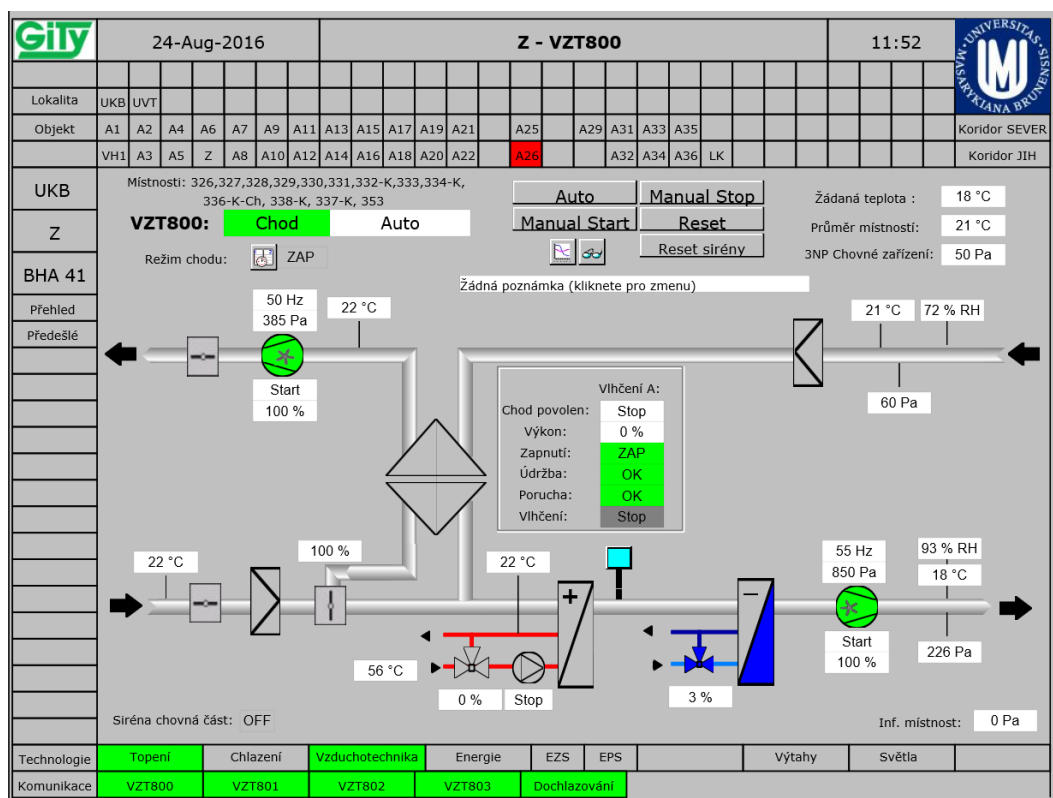 GiTy 24-Aug-2016 Z - VZT800 11:52
UNIVERSITAS MASARYKIANA BRUNENSIS
Lokalita UKB UVT
Objekt A1 A2 A4 A6 A7 A9 A11 A13 A15 A17 A19 A21 A25 A29 A31 A33 A35 Koridor SEVER
VH1 A3 A5 Z A8 A10 A12 A14 A16 A18 A20 A22 A26 A32 A34 A36 LK Koridor JIH
UKB
Z
BHA 41
Přehled
Předešlé
Místnosti: 326,327,328,329,330,331,332-K,333,334-K,
336-K-Ch, 338-K, 337-K, 353
VZT800: Chod Auto
Režim chodu: ZAP
Auto Manual Stop
Manual Start Reset
Reset sirény
Žádaná teplota : 18 °C
Průměr místností: 21 °C
3NP Chovné zařízení: 50 Pa
Žádná poznámka (kliknete pro zmenu)
50 Hz
385 Pa
22 °C
Start
100 %
21 °C 72 % RH
60 Pa
Vlhčení A:
Chod povolen: Stop
Výkon: 0 %
Zapnutí: ZAP
Údržba: OK
Porucha: OK
Vlhčení: Stop
22 °C
100 %
22 °C
55 Hz
850 Pa
93 % RH
18 °C
+
−
56 °C
0 % Stop
3 %
Start
100 %
226 Pa
Siréna chovná část: OFF
Inf. místnost: 0 Pa
Technologie Topení Chlazení Vzduchotechnika Energie EZS EPS Výtahy Světla
Komunikace VZT800 VZT801 VZT802 VZT803 Dochlazování